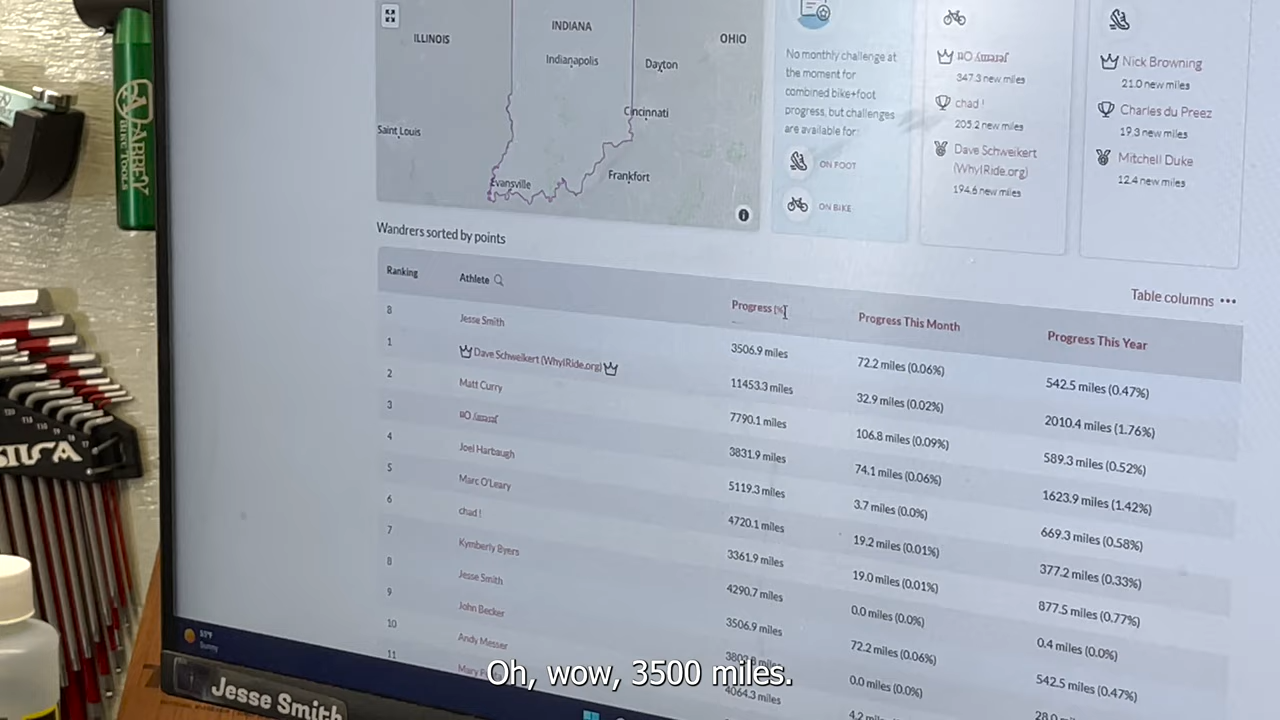 ABBEY
BIKE TOOLS
SILCA
ILLINOIS
INDIANA
OHIO
Indianapolis
Dayton
Cincinnati
Saint Louis
Evansville
Frankfort
No monthly challenge at
the moment for
combined bike+foot
progress, but challenges
are available for:
ON FOOT
ON BIKE
347.3 new miles
chad !
205.2 new miles
Dave Schweikert
(WhyIRide.org)
194.6 new miles
Nick Browning
21.0 new miles
Charles du Preez
19.3 new miles
Mitchell Duke
12.4 new miles
Wandrers sorted by points
Table columns •••
Ranking Athlete Progress (%) Progress This Month Progress This Year
8 Jesse Smith 3506.9 miles 72.2 miles (0.06%) 542.5 miles (0.47%)
1 Dave Schweikert (WhyIRide.org) 11453.3 miles 32.9 miles (0.02%) 2010.4 miles (1.76%)
2 Matt Curry 7790.1 miles 106.8 miles (0.09%) 589.3 miles (0.52%)
3 3831.9 miles 74.1 miles (0.06%) 1623.9 miles (1.42%)
4 Joel Harbaugh 5119.3 miles 3.7 miles (0.0%) 669.3 miles (0.58%)
5 Marc O'Leary 4720.1 miles 19.2 miles (0.01%) 377.2 miles (0.33%)
6 chad ! 3361.9 miles 19.0 miles (0.01%) 877.5 miles (0.77%)
7 Kymberly Byers 4290.7 miles 0.0 miles (0.0%) 0.4 miles (0.0%)
8 Jesse Smith 3506.9 miles 72.2 miles (0.06%) 542.5 miles (0.47%)
9 John Becker miles 0.0 miles (0.0%) 28.0
10 Andy Messer 4064.3 miles 4.2 miles
11 Mary
55°F
Sunny
Oh, wow, 3500 miles.
Jesse Smith